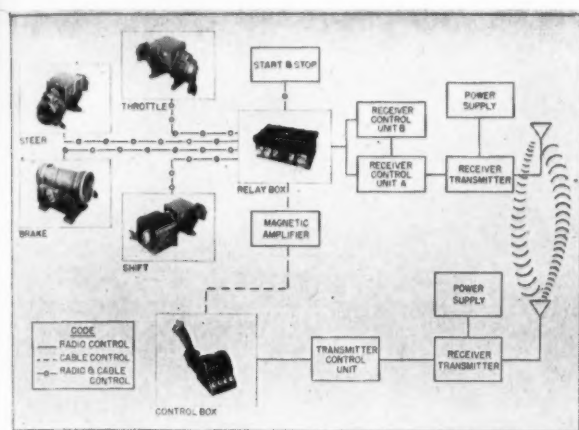 START & STOP
THROTTLE
STEER
BRAKE
SHIFT
RELAY BOX
RECEIVER CONTROL
UNIT B
RECEIVER CONTROL
UNIT A
POWER
SUPPLY
RECEIVER
TRANSMITTER
MAGNETIC
AMPLIFIER
POWER
SUPPLY
CODE
RADIO CONTROL
CABLE CONTROL
RADIO & CABLE
CONTROL
CONTROL BOX
TRANSMITTER
CONTROL
UNIT
RECEIVER
TRANSMITTER